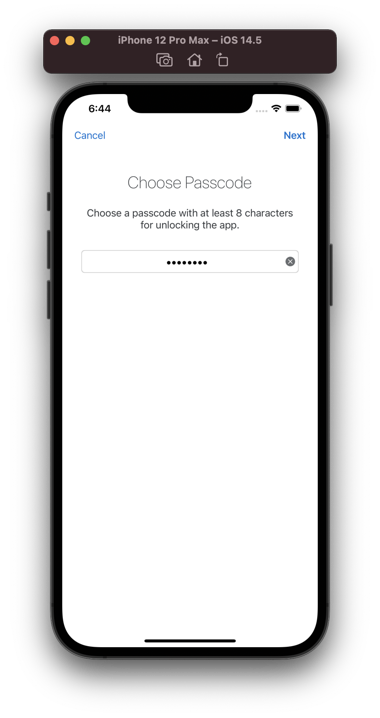 iPhone 12 Pro Max – iOS 14.5
6:44
Cancel
Next
Choose Passcode
Choose a passcode with at least 8 characters
for unlocking the app.
••••••••